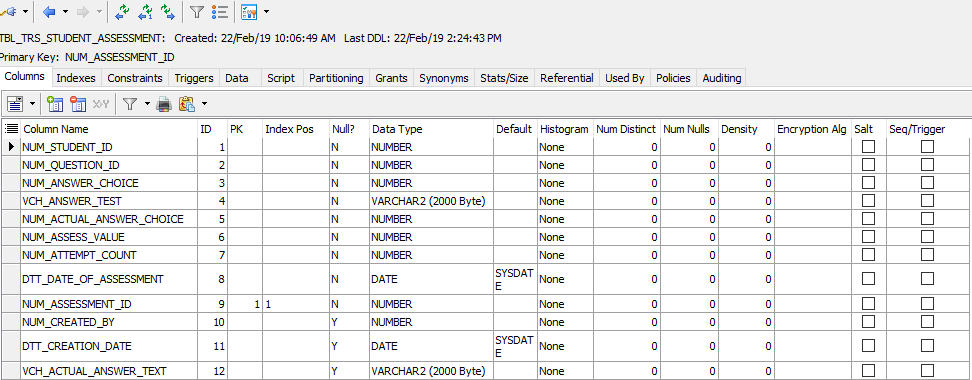 TBL_TRS_STUDENT_ASSESSMENT: Created: 22/Feb/19 10:06:49 AM Last DDL: 22/Feb/19 2:24:43 PM
Primary Key: NUM_ASSESSMENT_ID
Columns Indexes Constraints Triggers Data Script Partitioning Grants Synonyms Stats/Size Referential Used By Policies Auditing
X-Y
Column Name ID PK Index Pos Null? Data Type Default Histogram Num Distinct Num Nulls Density Encryption Alg Salt Seq/Trigger
NUM_STUDENT_ID 1 N NUMBER None 0 0 0
NUM_QUESTION_ID 2 N NUMBER None 0 0 0
NUM_ANSWER_CHOICE 3 N NUMBER None 0 0 0
VCH_ANSWER_TEST 4 N VARCHAR2 (2000 Byte) None 0 0 0
NUM_ACTUAL_ANSWER_CHOICE 5 N NUMBER None 0 0 0
NUM_ASSESS_VALUE 6 N NUMBER None 0 0 0
NUM_ATTEMPT_COUNT 7 N NUMBER None 0 0 0
DTT_DATE_OF_ASSESSMENT 8 N DATE SYSDAT
E None 0 0 0
NUM_ASSESSMENT_ID 9 1 1 N NUMBER None 0 0 0
NUM_CREATED_BY 10 Y NUMBER None 0 0 0
DTT_CREATION_DATE 11 Y DATE SYSDAT
E None 0 0 0
VCH_ACTUAL_ANSWER_TEXT 12 Y VARCHAR2 (2000 Byte) None 0 0 0